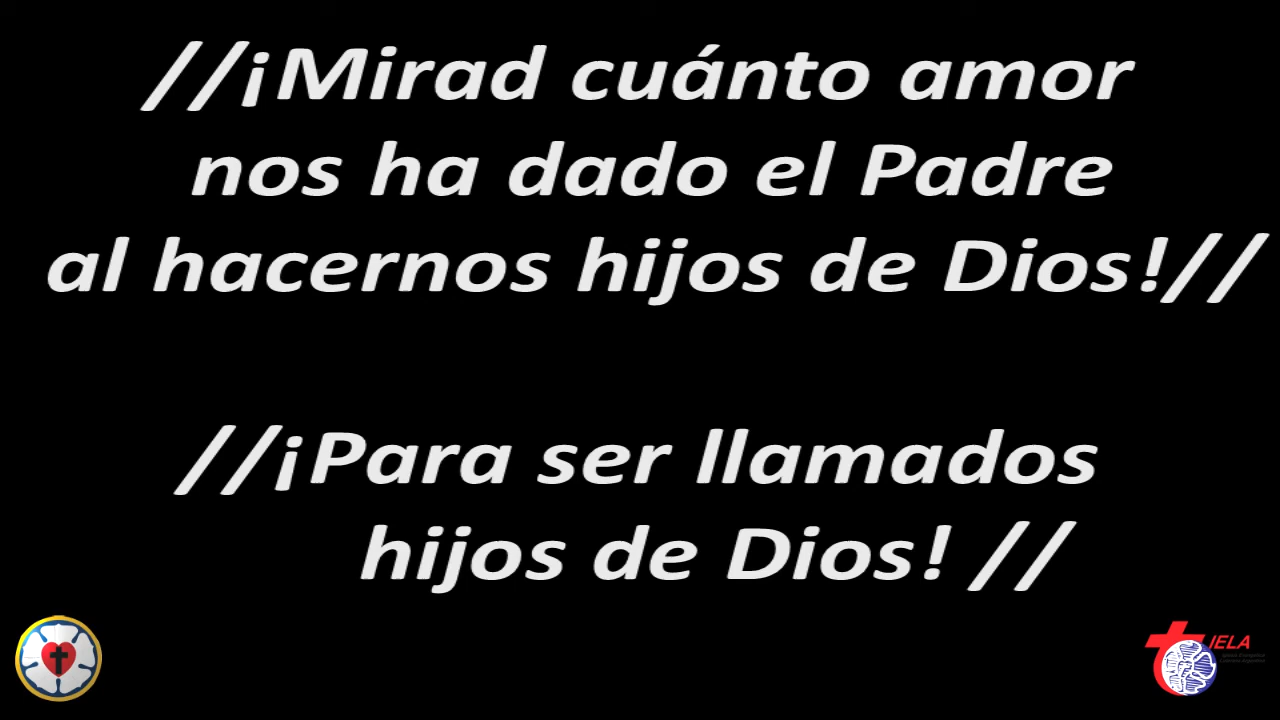 //¡Mirad cuánto amor
nos ha dado el Padre
al hacernos hijos de Dios!//
//¡Para ser llamados
hijos de Dios! //
IELA